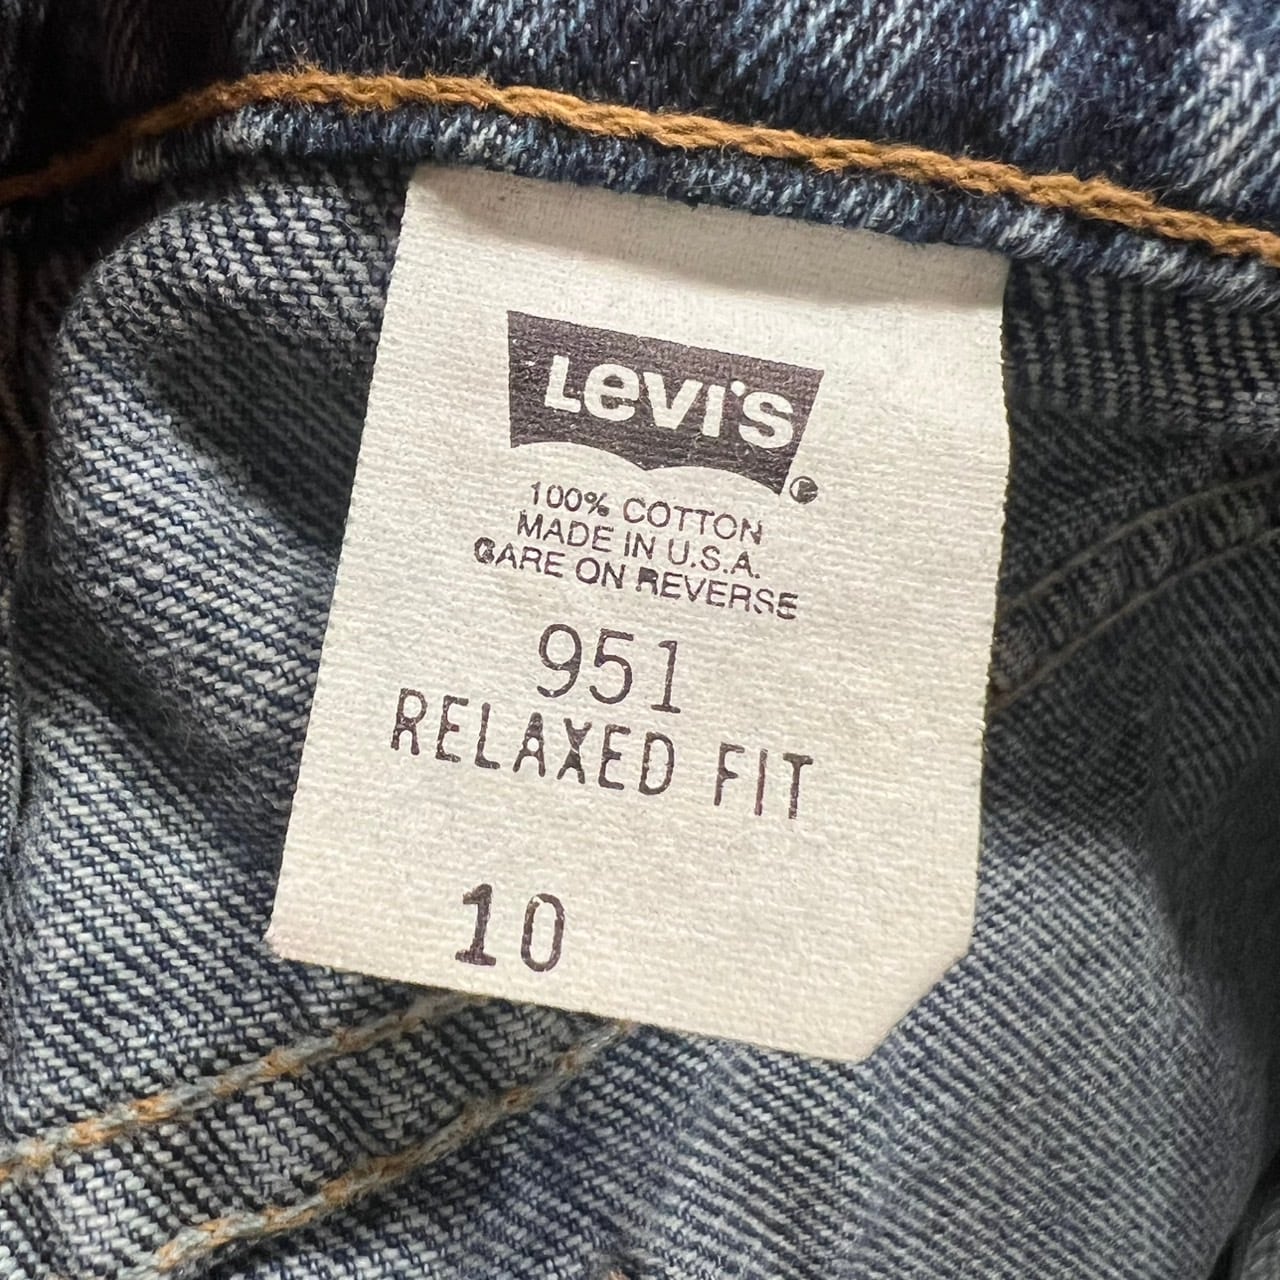 Levi's ®
100% COTTON
MADE IN U.S.A.
CARE ON REVERSE
951
RELAXED FIT
10